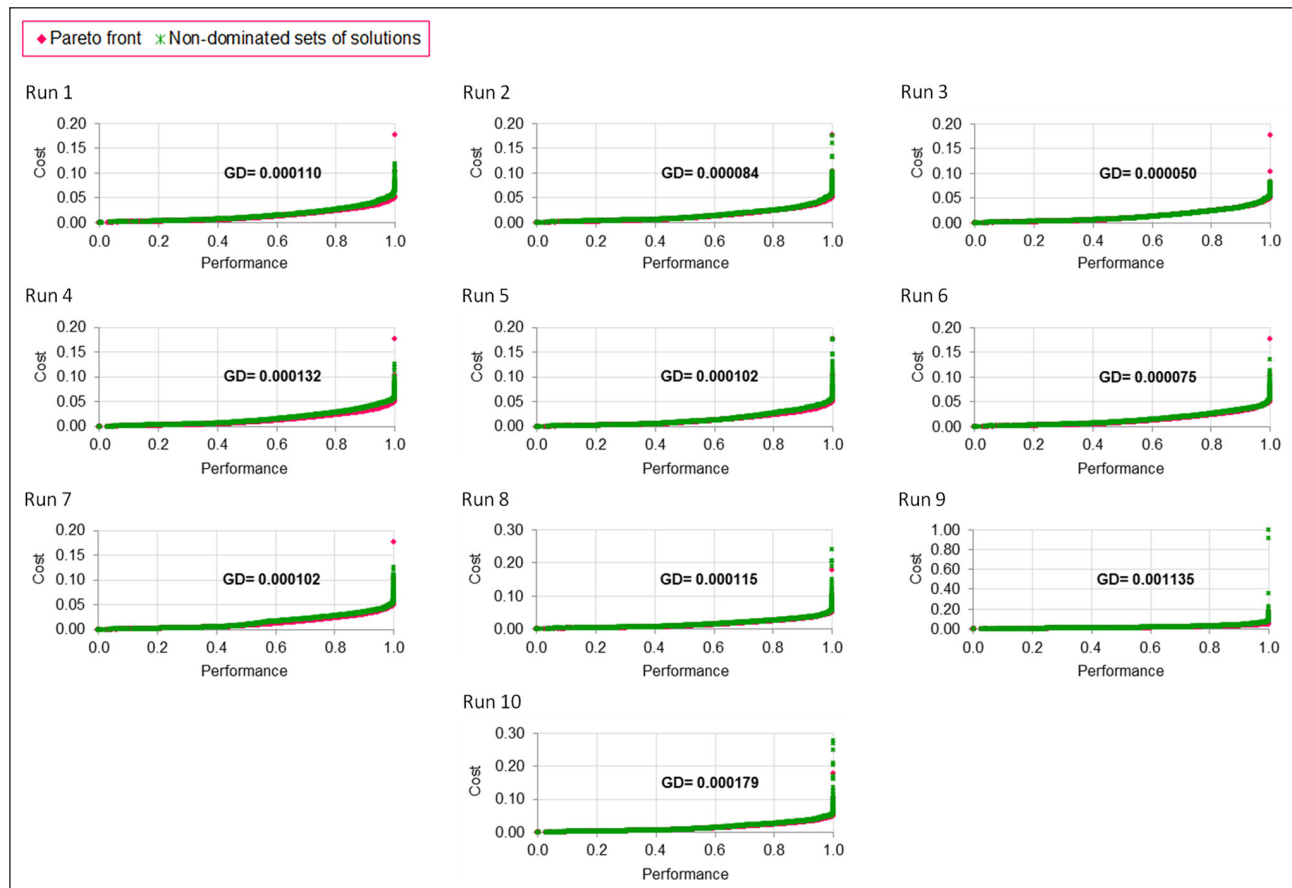 Pareto front Non-dominated sets of solutions
Run 1
0.20
0.15
0.10
0.05
0.00
Cost
GD= 0.000110
0.0 0.2 0.4 0.6 0.8 1.0
Performance
Run 2
0.20
0.15
0.10
0.05
0.00
Cost
GD= 0.000084
0.0 0.2 0.4 0.6 0.8 1.0
Performance
Run 3
0.20
0.15
0.10
0.05
0.00
Cost
GD= 0.000050
0.0 0.2 0.4 0.6 0.8 1.0
Performance
Run 4
0.20
0.15
0.10
0.05
0.00
Cost
GD= 0.000132
0.0 0.2 0.4 0.6 0.8 1.0
Performance
Run 5
0.20
0.15
0.10
0.05
0.00
Cost
GD= 0.000102
0.0 0.2 0.4 0.6 0.8 1.0
Performance
Run 6
0.20
0.15
0.10
0.05
0.00
Cost
GD= 0.000075
0.0 0.2 0.4 0.6 0.8 1.0
Performance
Run 7
0.20
0.15
0.10
0.05
0.00
Cost
GD= 0.000102
0.0 0.2 0.4 0.6 0.8 1.0
Performance
Run 8
0.30
0.20
0.10
0.00
Cost
GD= 0.000115
0.0 0.2 0.4 0.6 0.8 1.0
Performance
Run 9
1.00
0.80
0.60
0.40
0.20
0.00
Cost
GD= 0.001135
0.0 0.2 0.4 0.6 0.8 1.0
Performance
Run 10
0.30
0.20
0.10
0.00
Cost
GD= 0.000179
0.0 0.2 0.4 0.6 0.8 1.0
Performance